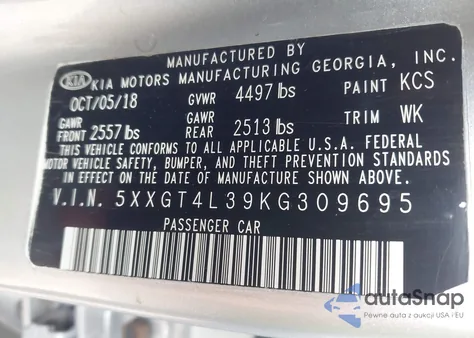 MANUFACTURED BY
KIA KIA MOTORS MANUFACTURING GEORGIA, INC.
OCT/05/18 GVWR 4497 lbs PAINT KCS
GAWR FRONT 2557 lbs GAWR REAR 2513 lbs TRIM WK
THIS VEHICLE CONFORMS TO ALL APPLICABLE U.S.A. FEDERAL
MOTOR VEHICLE SAFETY, BUMPER, AND THEFT PREVENTION STANDARDS
IN EFFECT ON THE DATE OF MANUFACTURE SHOWN ABOVE.
V.I.N. 5XXGT4L39KG309695
PASSENGER CAR
autoSnap
Pewne auta z aukcji USA i EU